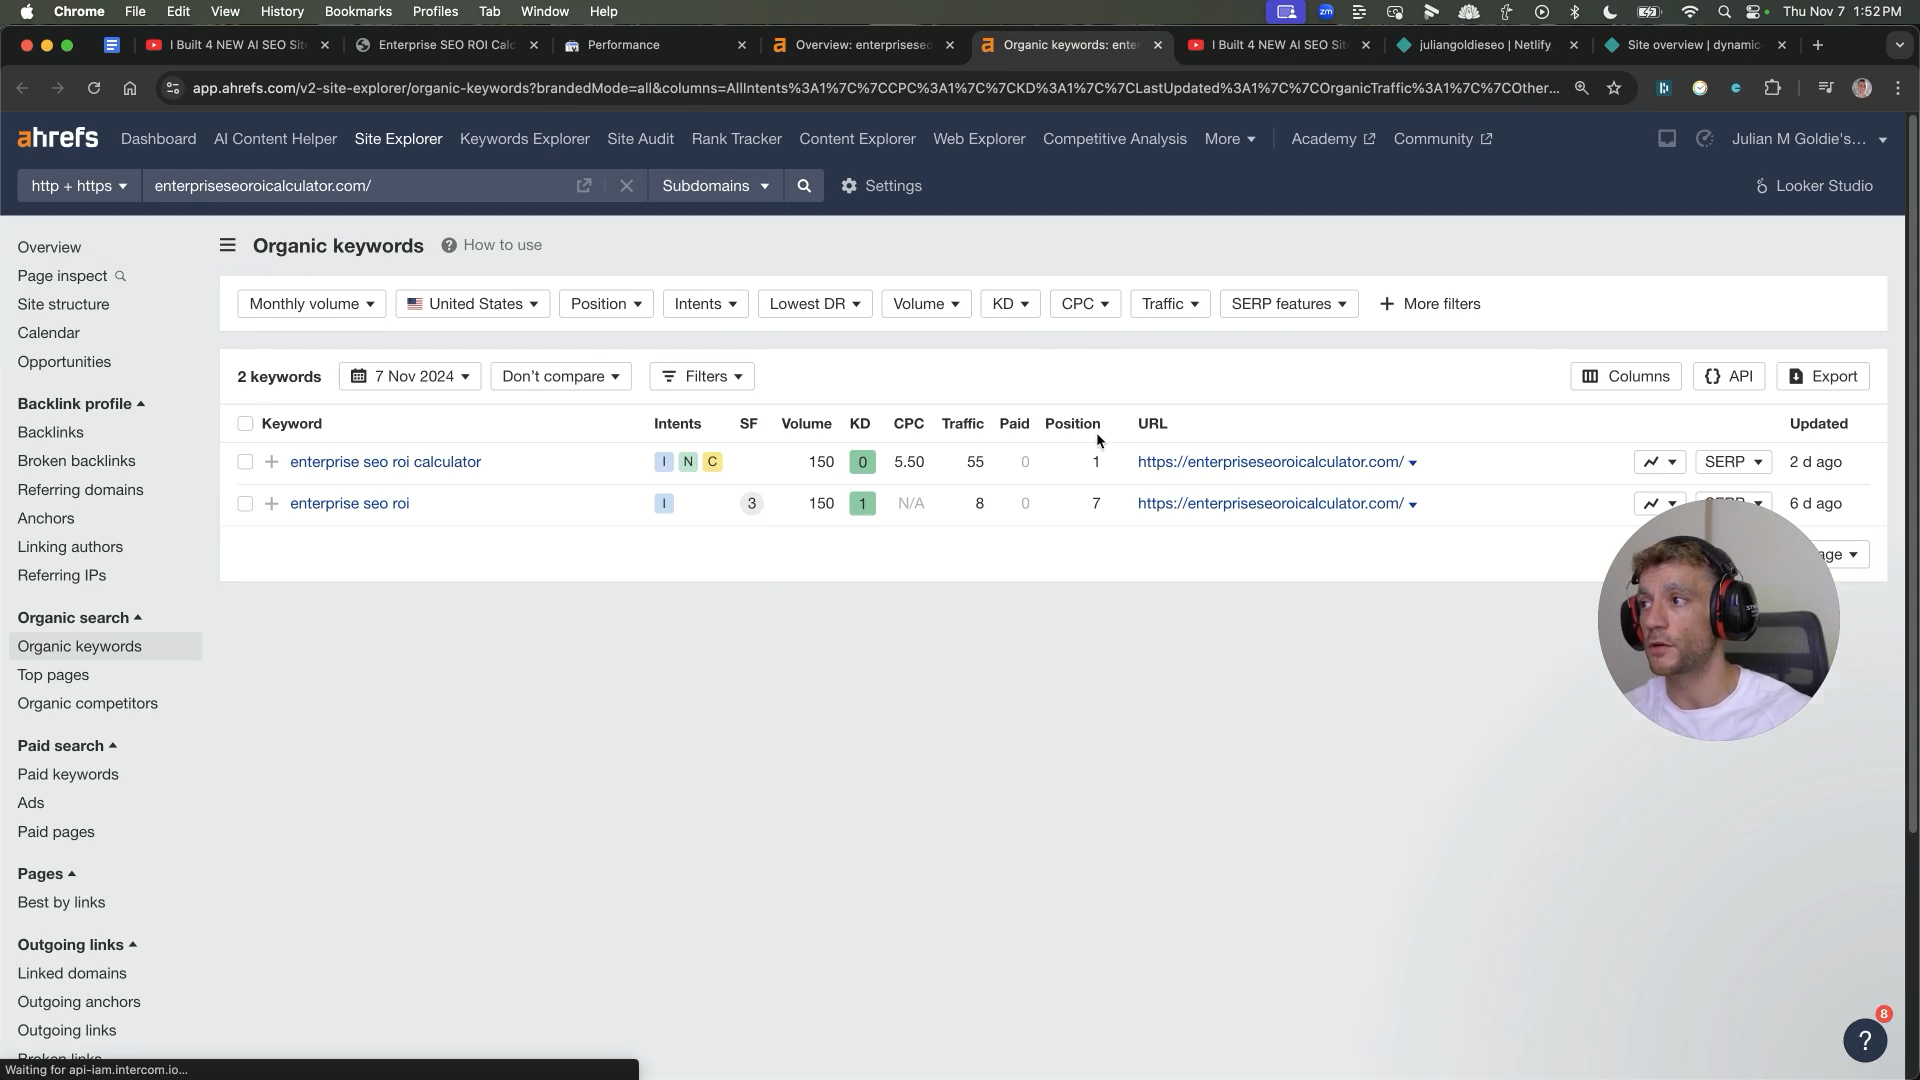 Chrome File Edit View History Bookmarks Profiles Tab Window Help
zm
Thu Nov 7 1:52 PM
I Built 4 NEW AI SEO Sit
Enterprise SEO ROI Calc
Performance
Overview: enterpriseseo
Organic keywords: enter
I Built 4 NEW AI SEO Sit
juliangoldieseo | Netlify
Site overview | dynamic-
app.ahrefs.com/v2-site-explorer/organic-keywords?brandedMode=all&columns=AllIntents%3A1%7C%7CCPC%3A1%7C%7CKD%3A1%7C%7CLastUpdated%3A1%7C%7COrganicTraffic%3A1%7C%7COther...
ahrefs Dashboard AI Content Helper Site Explorer Keywords Explorer Site Audit Rank Tracker Content Explorer Web Explorer Competitive Analysis More Academy Community Julian M Goldie's...
http + https enterpriseseoroicalculator.com/ Subdomains Settings Looker Studio
Overview
Page inspect
Site structure
Calendar
Opportunities
Backlink profile
Backlinks
Broken backlinks
Referring domains
Anchors
Linking authors
Referring IPs
Organic search
Organic keywords
Top pages
Organic competitors
Paid search
Paid keywords
Ads
Paid pages
Pages
Best by links
Outgoing links
Linked domains
Outgoing anchors
Outgoing links
Broken links
Organic keywords ? How to use
Monthly volume United States Position Intents Lowest DR Volume KD CPC Traffic SERP features + More filters
2 keywords 7 Nov 2024 Don't compare Filters Columns {} API Export
Keyword Intents SF Volume KD CPC Traffic Paid Position URL Updated
+ enterprise seo roi calculator I N C 150 0 5.50 55 0 1 https://enterpriseseoroicalculator.com/ SERP 2 d ago
+ enterprise seo roi I 3 150 1 N/A 8 0 7 https://enterpriseseoroicalculator.com/ SERP 6 d ago
8
?
Waiting for api-iam.intercom.io...